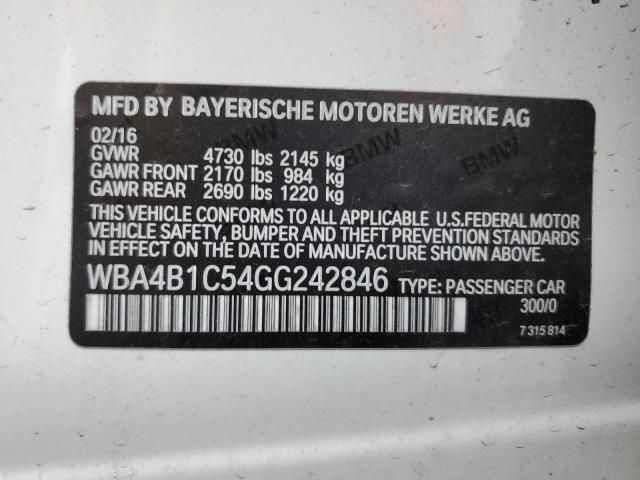 MFD BY BAYERISCHE MOTOREN WERKE AG
02/16
GVWR 4730 lbs 2145 kg
GAWR FRONT 2170 lbs 984 kg
GAWR REAR 2690 lbs 1220 kg
THIS VEHICLE CONFORMS TO ALL APPLICABLE U.S.FEDERAL MOTOR
VEHICLE SAFETY, BUMPER AND THEFT PREVENTION STANDARDS
IN EFFECT ON THE DATE OF MANUFACTURE SHOWN ABOVE.
WBA4B1C54GG242846 TYPE: PASSENGER CAR
300/0
7 315 814
BMW
BMW
BMW